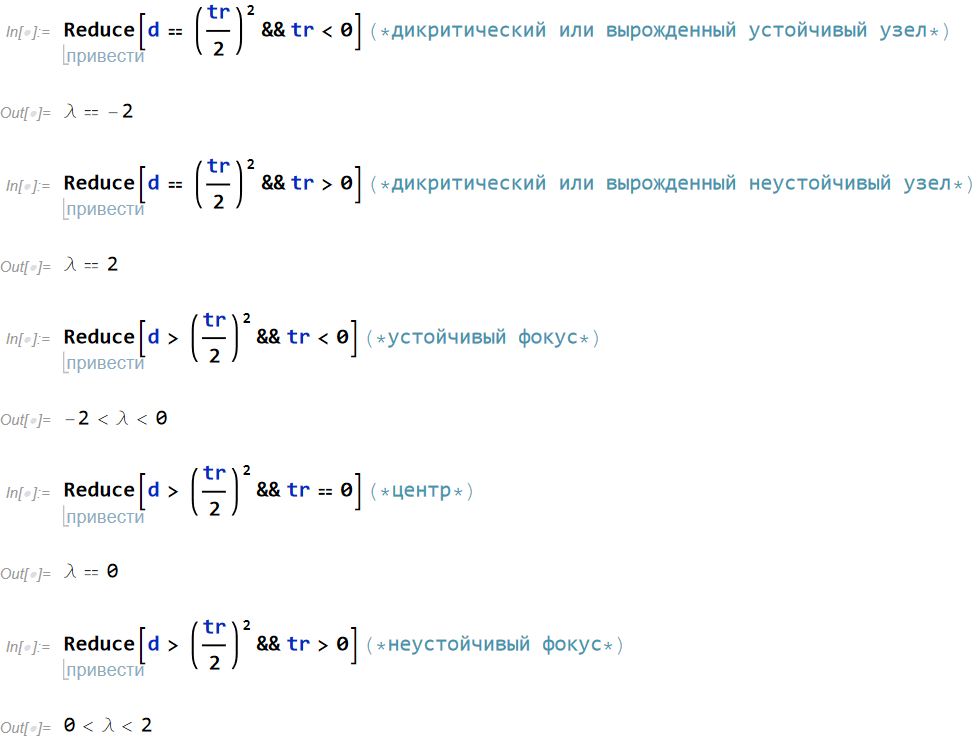 In[•]:= Reduce[d == (tr/2)^2 && tr < 0] (*дикритический или вырожденный устойчивый узел*)
привести
Out[•]= λ == -2
In[•]:= Reduce[d == (tr/2)^2 && tr > 0] (*дикритический или вырожденный неустойчивый узел*)
привести
Out[•]= λ == 2
In[•]:= Reduce[d > (tr/2)^2 && tr < 0] (*устойчивый фокус*)
привести
Out[•]= -2 < λ < 0
In[•]:= Reduce[d > (tr/2)^2 && tr == 0] (*центр*)
привести
Out[•]= λ == 0
In[•]:= Reduce[d > (tr/2)^2 && tr > 0] (*неустойчивый фокус*)
привести
Out[•]= 0 < λ < 2